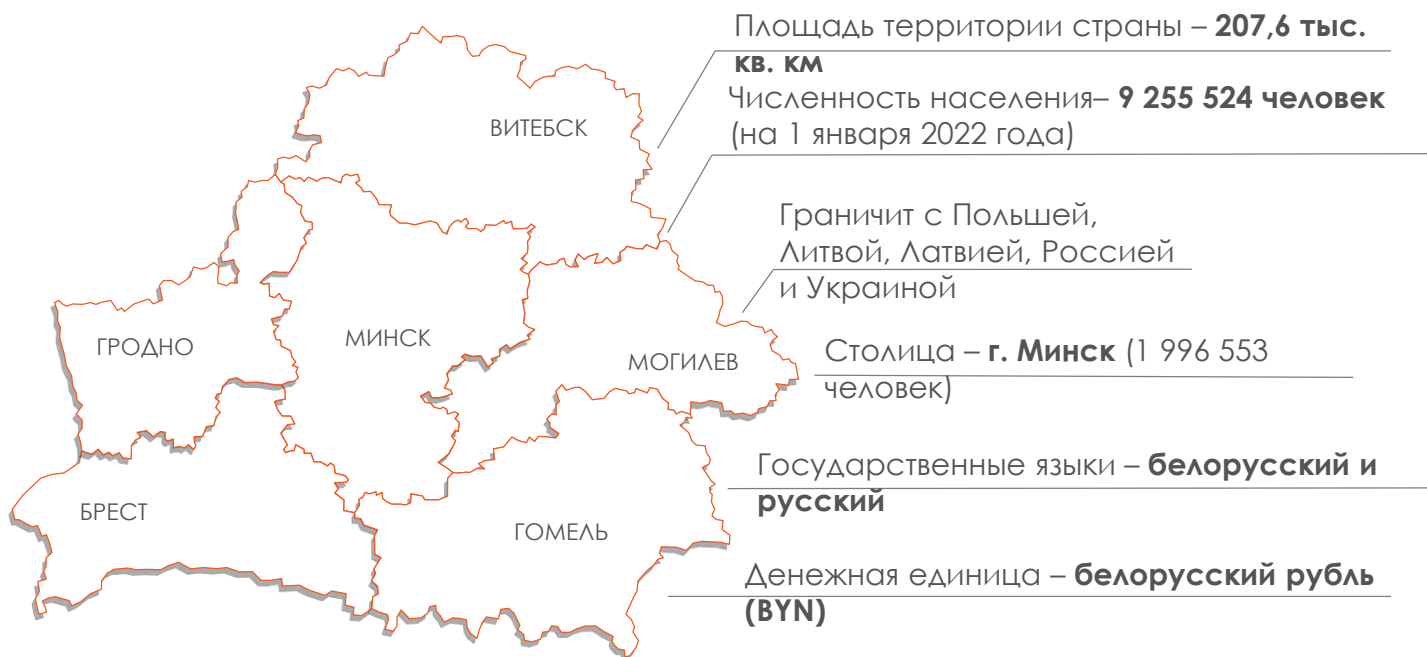 Площадь территории страны – 207,6 тыс.
кв. км
Численность населения– 9 255 524 человек
(на 1 января 2022 года)
ВИТЕБСК
Граничит с Польшей,
Литвой, Латвией, Россией
и Украиной
ГРОДНО
МИНСК
МОГИЛЕВ
Столица – г. Минск (1 996 553
человек)
Государственные языки – белорусский и
русский
БРЕСТ
ГОМЕЛЬ
Денежная единица – белорусский рубль
(BYN)